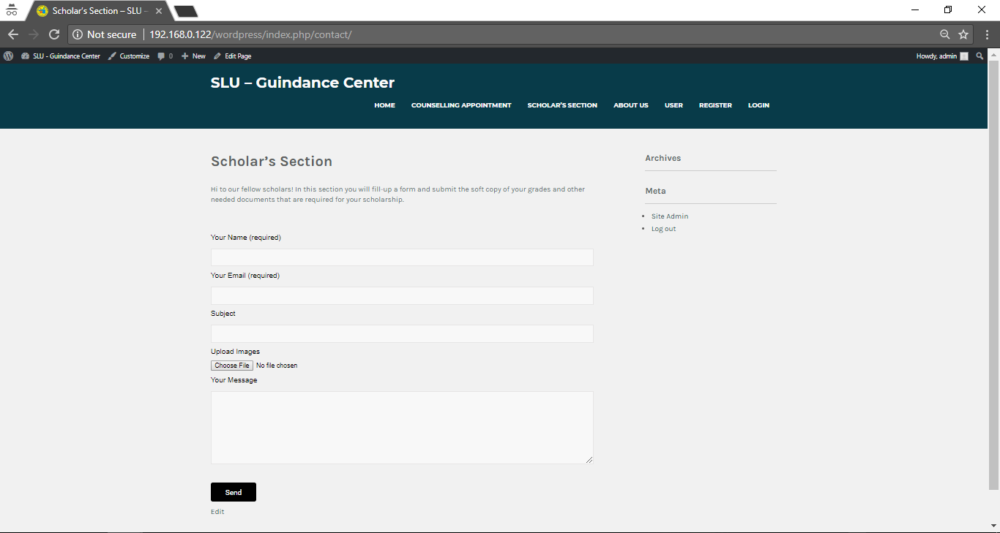 Scholar's Section – SLU –
Not secure 192.168.0.122/wordpress/index.php/contact/
SLU - Guindance Center Customize 0 New Edit Page Howdy, admin
SLU – Guindance Center
HOME COUNSELLING APPOINTMENT SCHOLAR'S SECTION ABOUT US USER REGISTER LOGIN
Scholar's Section
Hi to our fellow scholars! In this section you will fill-up a form and submit the soft copy of your grades and other
needed documents that are required for your scholarship.
Your Name (required)
Your Email (required)
Subject
Upload Images
Choose File No file chosen
Your Message
Send
Edit
Archives
Meta
Site Admin
Log out